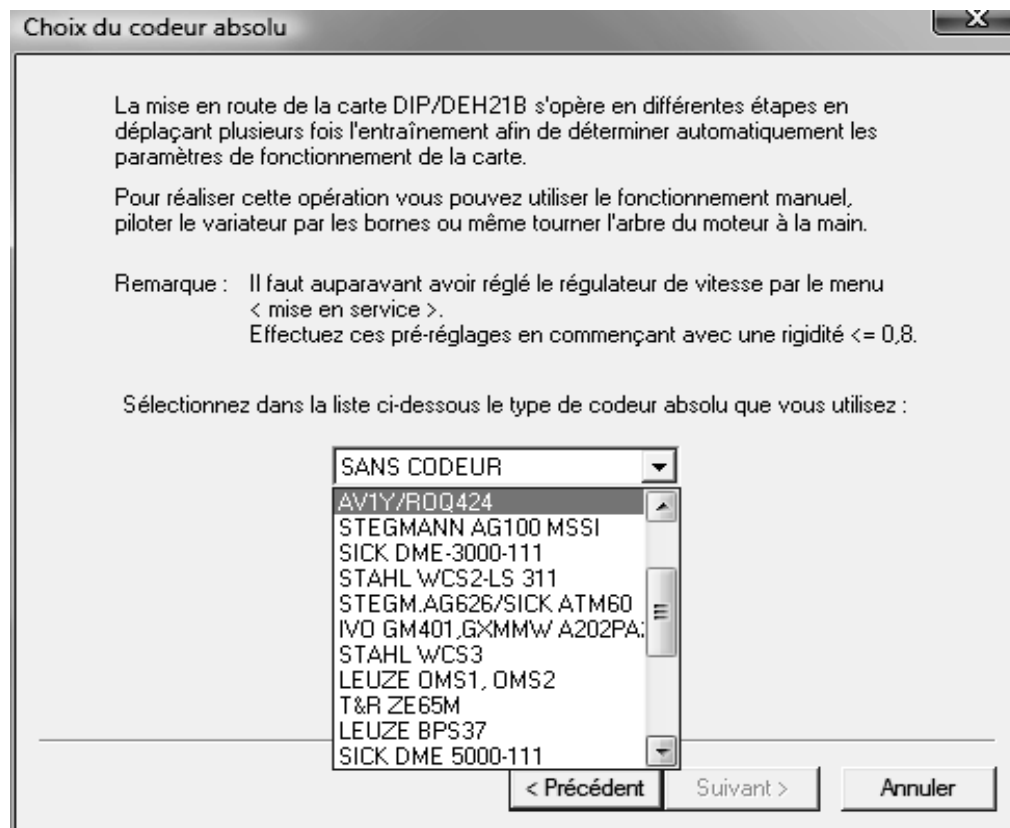 Choix du codeur absolu
La mise en route de la carte DIP/DEH21B s'opère en différentes étapes en
déplaçant plusieurs fois l'entraînement afin de déterminer automatiquement les
paramètres de fonctionnement de la carte.
Pour réaliser cette opération vous pouvez utiliser le fonctionnement manuel,
piloter le variateur par les bornes ou même tourner l'arbre du moteur à la main.
Remarque : Il faut auparavant avoir réglé le régulateur de vitesse par le menu
< mise en service >.
Effectuez ces pré-réglages en commençant avec une rigidité <= 0,8.
Sélectionnez dans la liste ci-dessous le type de codeur absolu que vous utilisez :
SANS CODEUR
AV1Y/ROQ424
STEGMANN AG100 MSSI
SICK DME-3000-111
STAHL WCS2-LS 311
STEGM.AG626/SICK ATM60
IVO GM401,GXMMW
STAHL WCS3
LEUZE OMS1, OMS2
T&R ZE65M
LEUZE BPS37
SICK DME 5000-111
< Précédent Suivant > Annuler